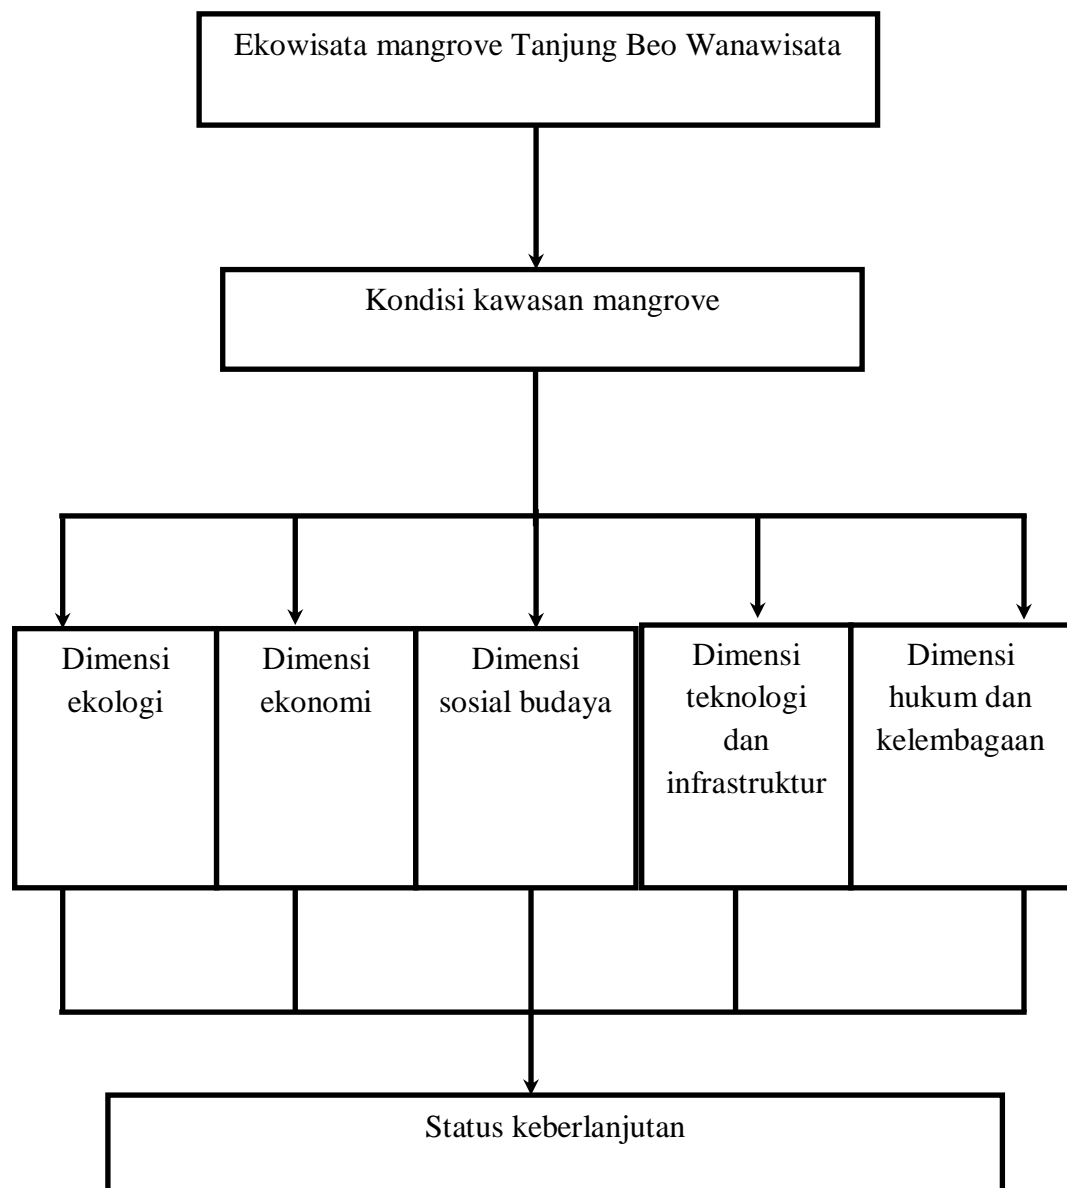 Ekowisata mangrove Tanjung Beo Wanawisata
Kondisi kawasan mangrove
Dimensi
ekologi
Dimensi
ekonomi
Dimensi
sosial budaya
Dimensi
teknologi
dan
infrastruktur
Dimensi
hukum dan
kelembagaan
Status keberlanjutan